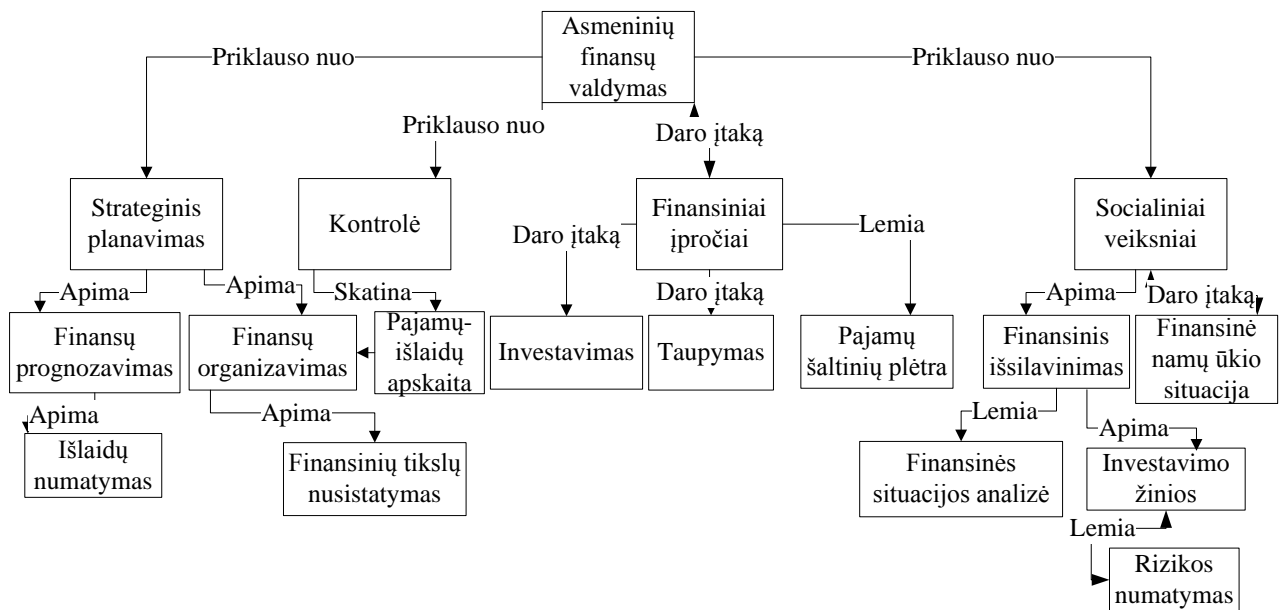 Asmeninių
finansų
valdymas
Priklauso nuo
Priklauso nuo
Priklauso nuo
Daro įtaką
Strateginis
planavimas
Kontrolė
Finansiniai
įpročiai
Socialiniai
veiksniai
Daro įtaką
Lemia
Apima
Apima
Skatina
Daro įtaką
Apima
Daro įtaką
Finansų
prognozavimas
Finansų
organizavimas
Pajamų-
išlaidų
apskaita
Investavimas
Taupymas
Pajamų
šaltinių plėtra
Finansinis
išsilavinimas
Finansinė
namų ūkio
situacija
Apima
Apima
Lemia
Apima
Išlaidų
numatymas
Finansinių tikslų
nusistatymas
Finansinės
situacijos analizė
Investavimo
žinios
Lemia
Rizikos
numatymas